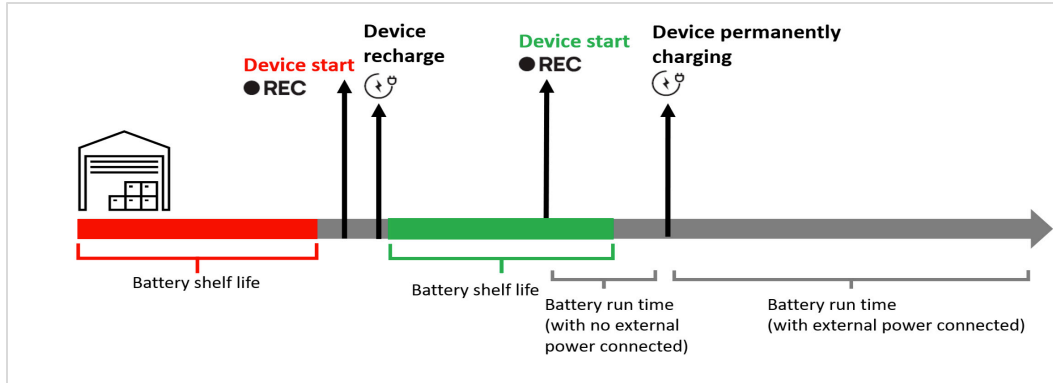 Device start
REC
Device
recharge
Device start
REC
Device permanently
charging
Battery shelf life
Battery shelf life
Battery run time
(with no external
power connected)
Battery run time
(with external power connected)